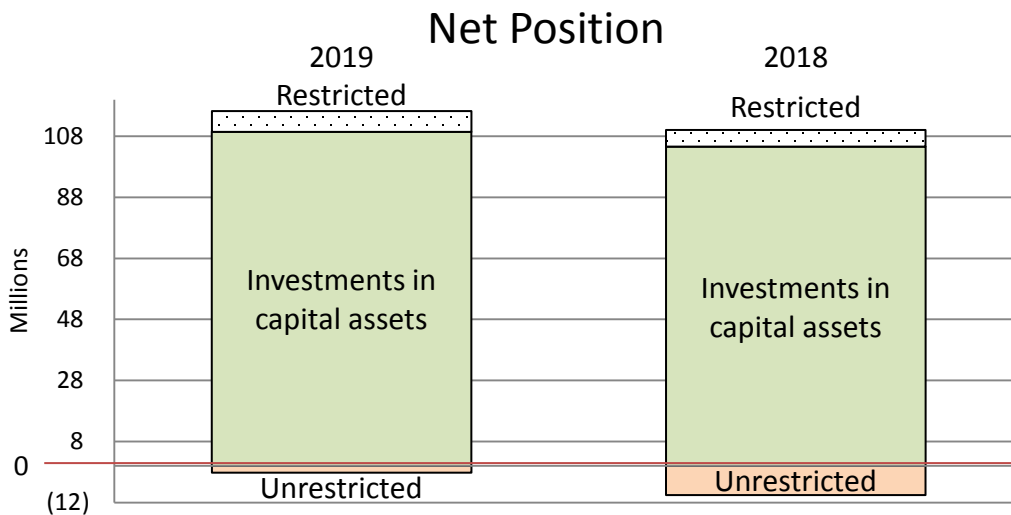 Net Position
2019
2018
Restricted
Restricted
108
88
68
48
28
8
0
(12)
Millions
Investments in
capital assets
Investments in
capital assets
Unrestricted
Unrestricted